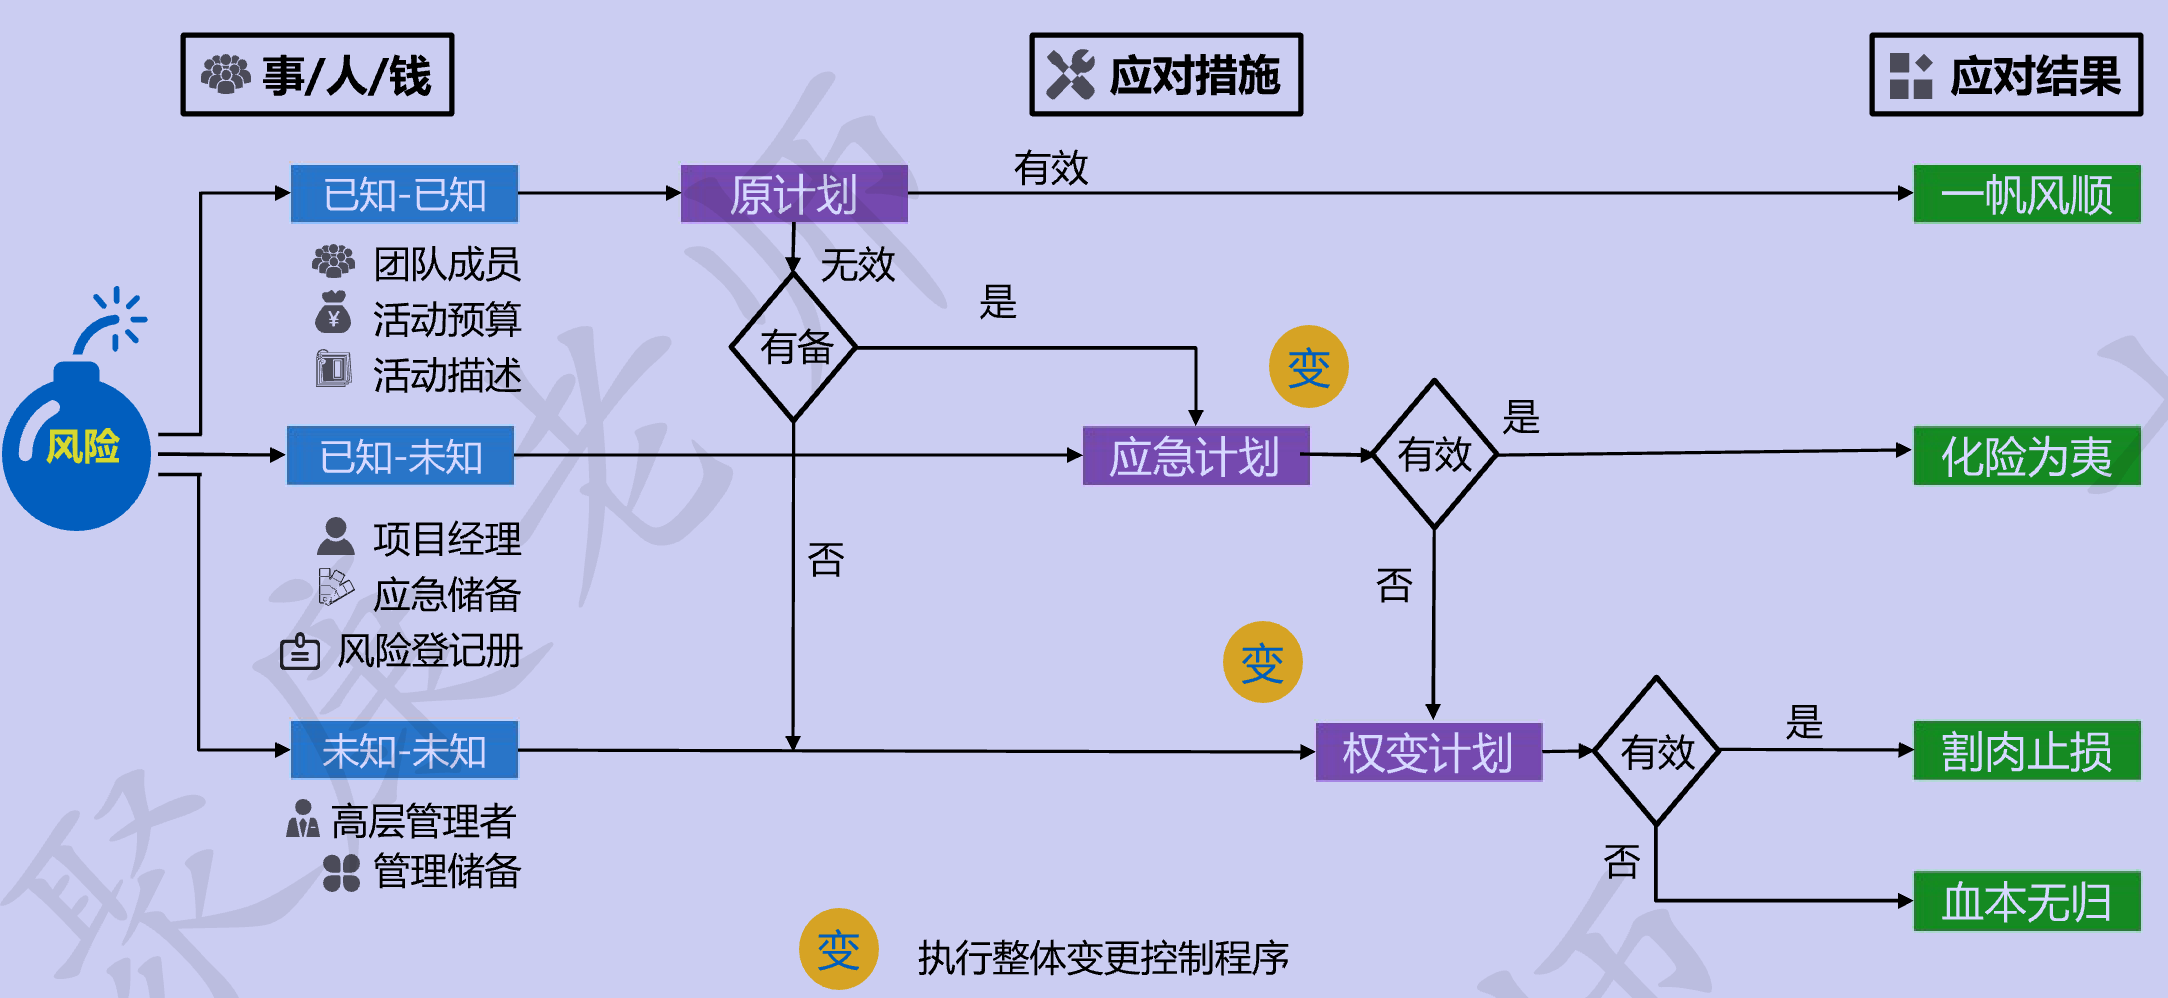 事/人/钱
应对措施
应对结果
已知-已知
原计划
有效
一帆风顺
团队成员
活动预算
活动描述
无效
有备
是
变
风险
已知-未知
应急计划
有效
是
化险为夷
项目经理
应急储备
风险登记册
否
否
变
未知-未知
权变计划
有效
是
割肉止损
高层管理者
管理储备
否
血本无归
变
执行整体变更控制程序